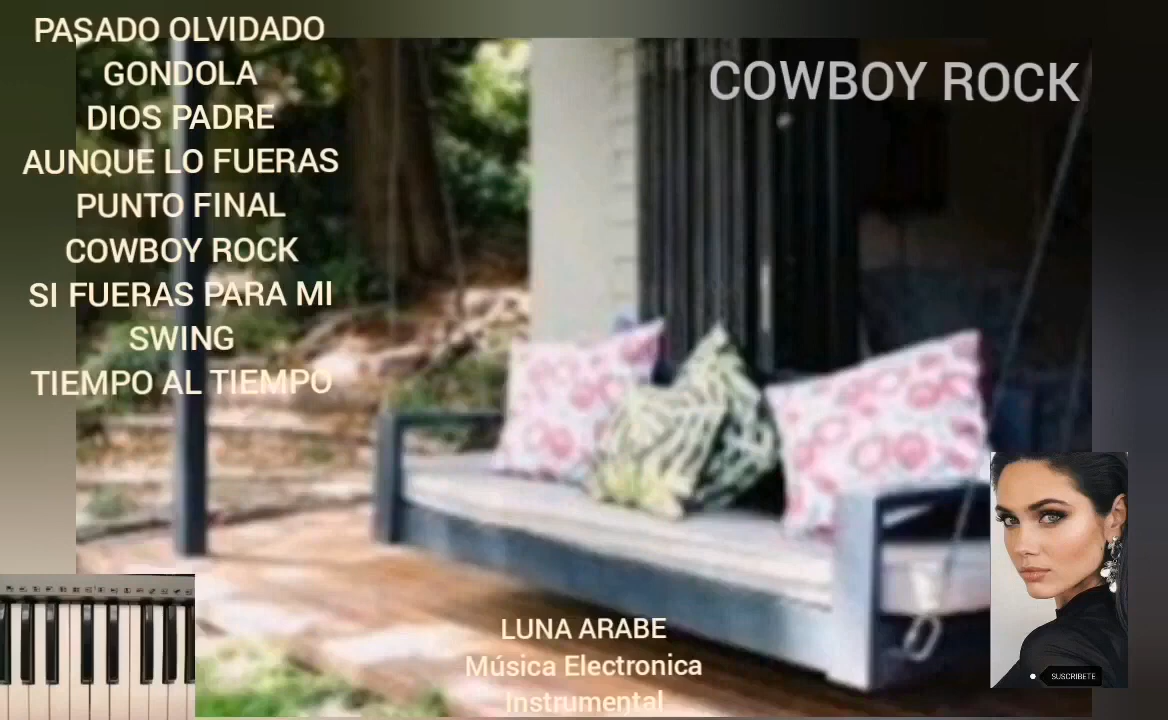 PASADO OLVIDADO
GONDOLA
DIOS PADRE
AUNQUE LO FUERAS
PUNTO FINAL
COWBOY ROCK
SI FUERAS PARA MI
SWING
TIEMPO AL TIEMPO
COWBOY ROCK
LUNA ARABE
Música Electronica
Instrumental
SUSCRIBETE